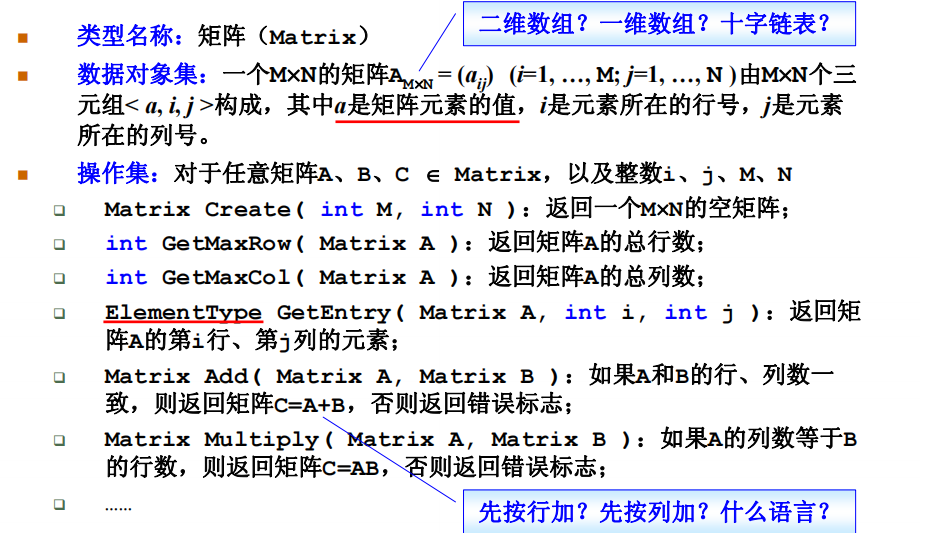 二维数组？一维数组？十字链表？
类型名称：矩阵（Matrix）
数据对象集：一个M×N的矩阵A_{M×N} = (a_{ij}) (i=1, …, M; j=1, …, N )由M×N个三
元组< a, i, j >构成，其中a是矩阵元素的值，i是元素所在的行号，j是元素
所在的列号。
操作集：对于任意矩阵A、B、C ∈ Matrix，以及整数i、j、M、N
Matrix Create( int M, int N )：返回一个M×N的空矩阵；
int GetMaxRow( Matrix A )：返回矩阵A的总行数；
int GetMaxCol( Matrix A )：返回矩阵A的总列数；
ElementType GetEntry( Matrix A, int i, int j )：返回矩
阵A的第i行、第j列的元素；
Matrix Add( Matrix A, Matrix B )：如果A和B的行、列数一
致，则返回矩阵C=A+B，否则返回错误标志；
Matrix Multiply( Matrix A, Matrix B )：如果A的列数等于B
的行数，则返回矩阵C=AB，否则返回错误标志；
……
先按行加？先按列加？什么语言？